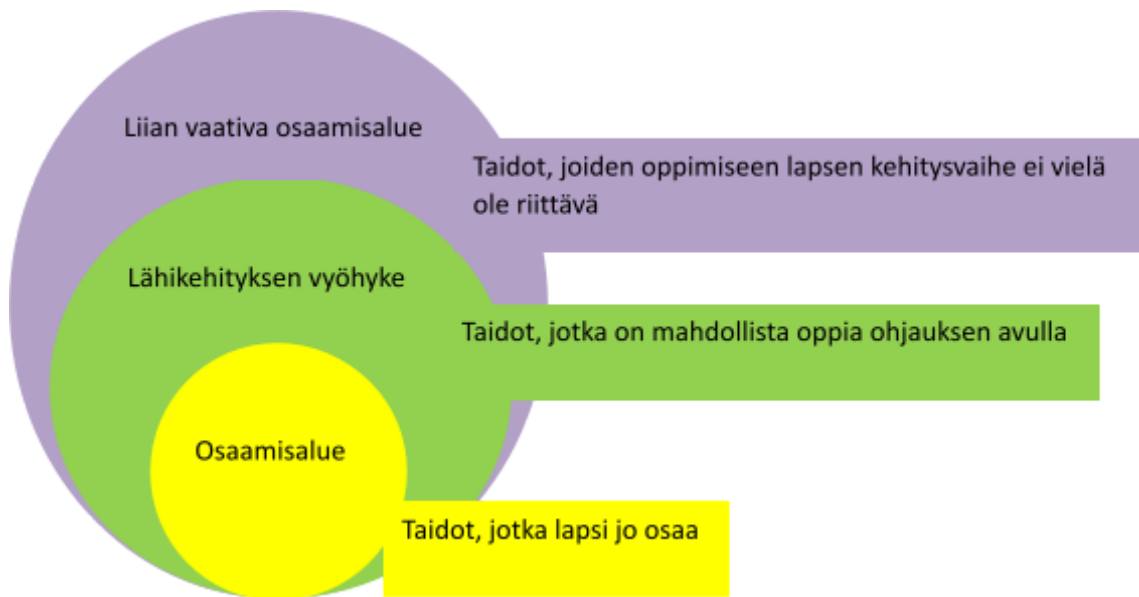 Liian vaativa osaamisalue
Taidot, joiden oppimiseen lapsen kehitysvaihe ei vielä
ole riittävä
Lähikehityksen vyöhyke
Taidot, jotka on mahdollista oppia ohjauksen avulla
Osaamisalue
Taidot, jotka lapsi jo osaa